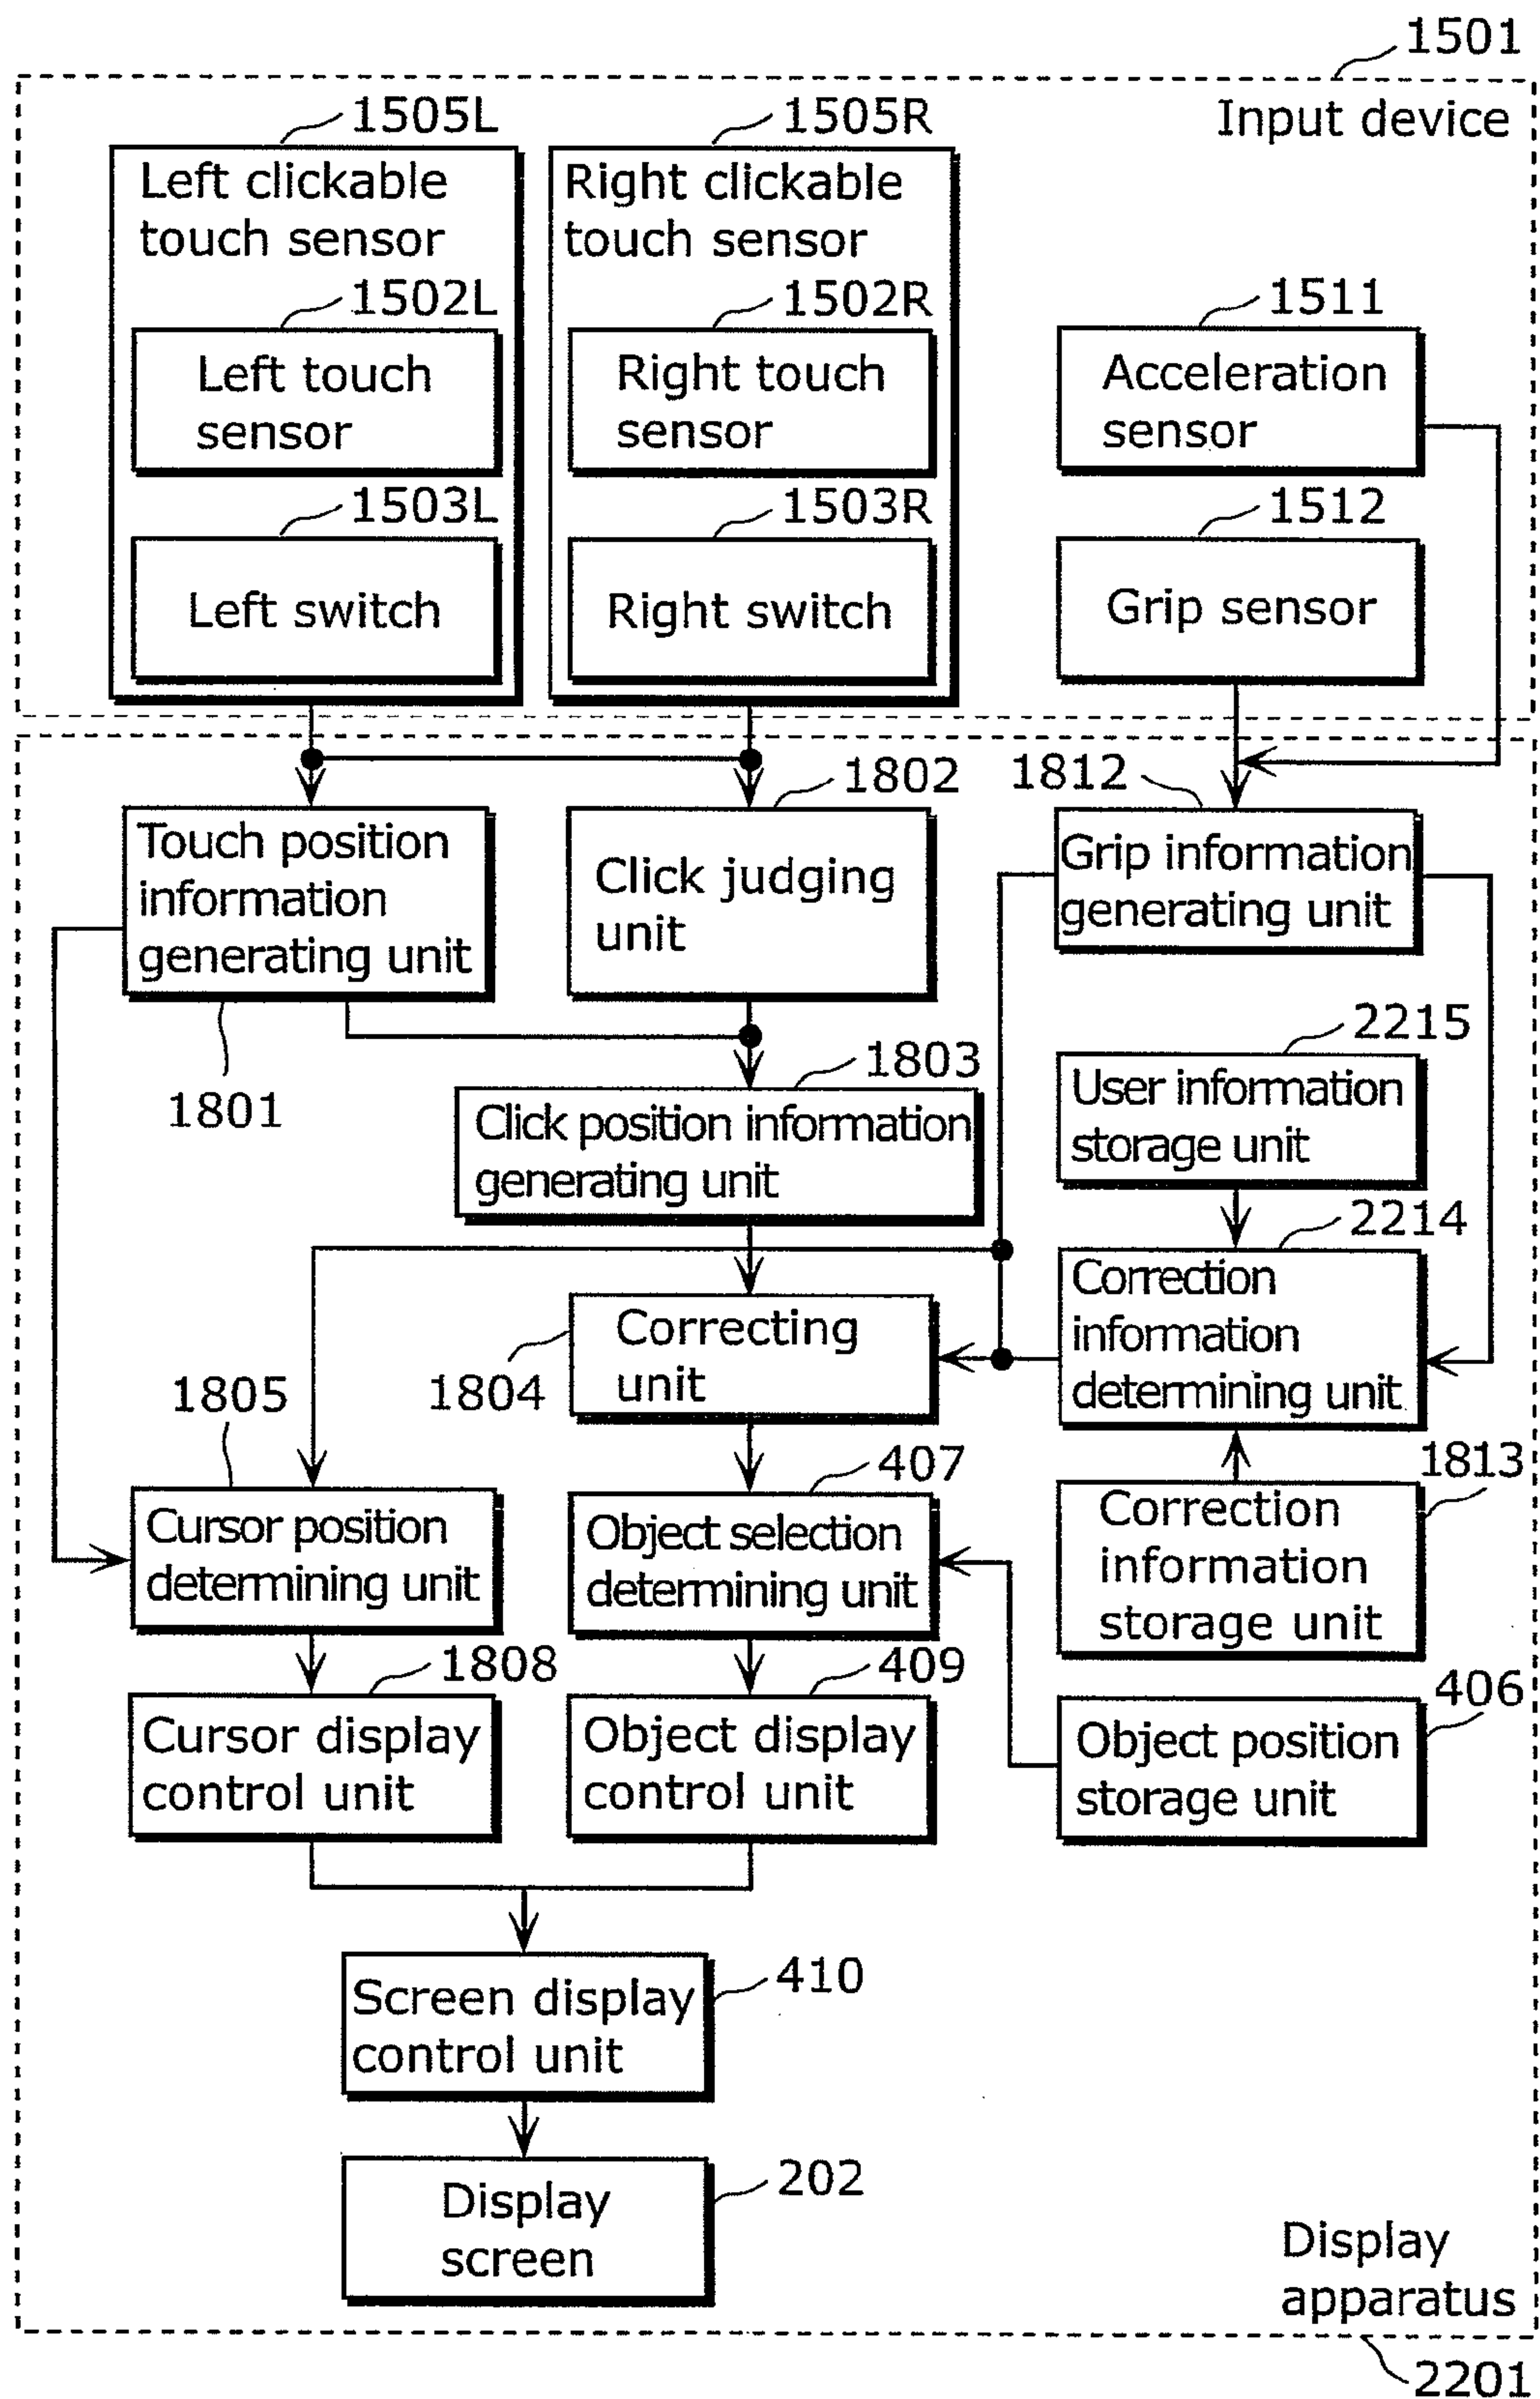 1501
Input device
1505L
Left clickable
touch sensor
1502L
Left touch
sensor
1503L
Left switch
1505R
Right clickable
touch sensor
1502R
Right touch
sensor
1503R
Right switch
1511
Acceleration
sensor
1512
Grip sensor
Touch position
information
generating unit
1801
1802
Click judging
unit
1812
Grip information
generating unit
1803
Click position information
generating unit
2215
User information
storage unit
2214
Correction
information
determining unit
Correcting
unit
1804
1805
Cursor position
determining unit
407
Object selection
determining unit
1813
Correction
information
storage unit
1808
Cursor display
control unit
409
Object display
control unit
406
Object position
storage unit
Screen display
control unit
410
Display
screen
202
Display
apparatus
2201